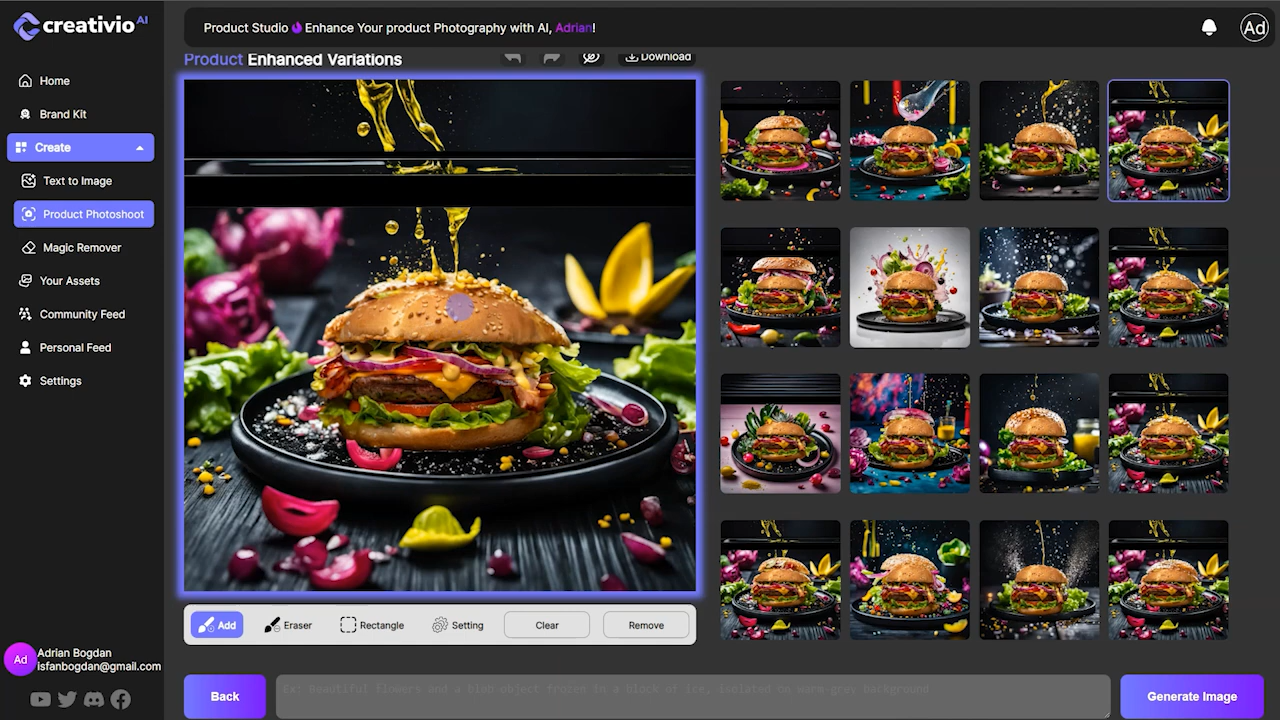 creativio AI
Product Studio Enhance Your product Photography with AI, Adrian!
Ad
Product Enhanced Variations
Download
Home
Brand Kit
Create
Text to Image
Product Photoshoot
Magic Remover
Your Assets
Community Feed
Personal Feed
Settings
Add
Eraser
Rectangle
Setting
Clear
Remove
Ad
Adrian Bogdan
isfanbogdan@gmail.com
Back
Ex: Beautiful flowers and a blob object frozen in a block of ice, isolated on warm-grey background
Generate Image